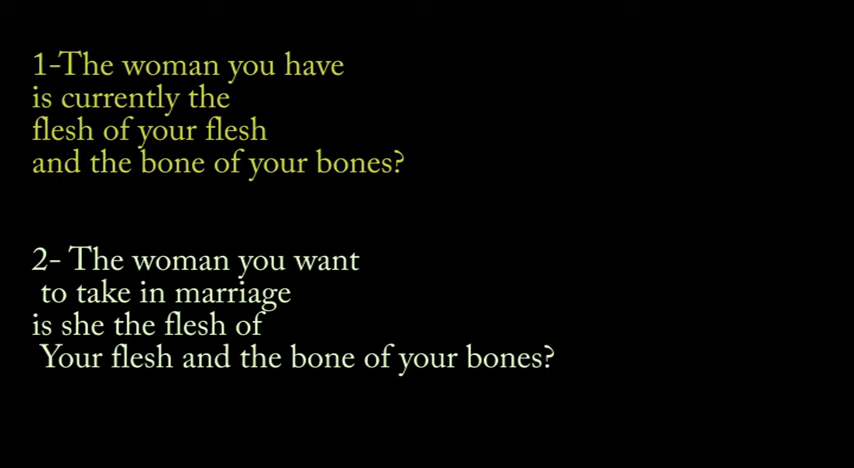 1-The woman you have
is currently the
flesh of your flesh
and the bone of your bones?
2- The woman you want
to take in marriage
is she the flesh of
Your flesh and the bone of your bones?